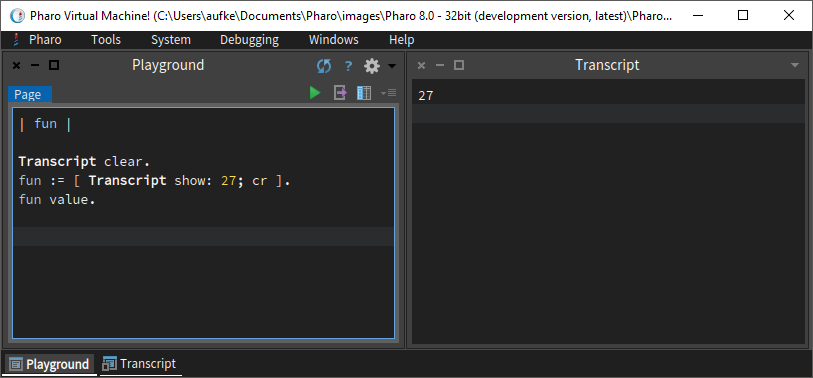 Pharo Virtual Machine! (C:\Users\aufke\Documents\Pharo\images\Pharo 8.0 - 32bit (development version, latest)\Pharo...
Pharo Tools System Debugging Windows Help
Playground ?
Transcript
Page
| fun |
Transcript clear.
fun := [ Transcript show: 27; cr ].
fun value.
27
Playground Transcript